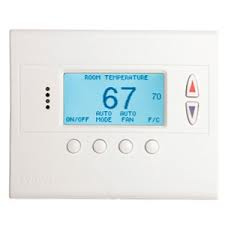 ROOM TEMPERATURE
67 70
AUTO AUTO
ON/OFF MODE FAN F/C